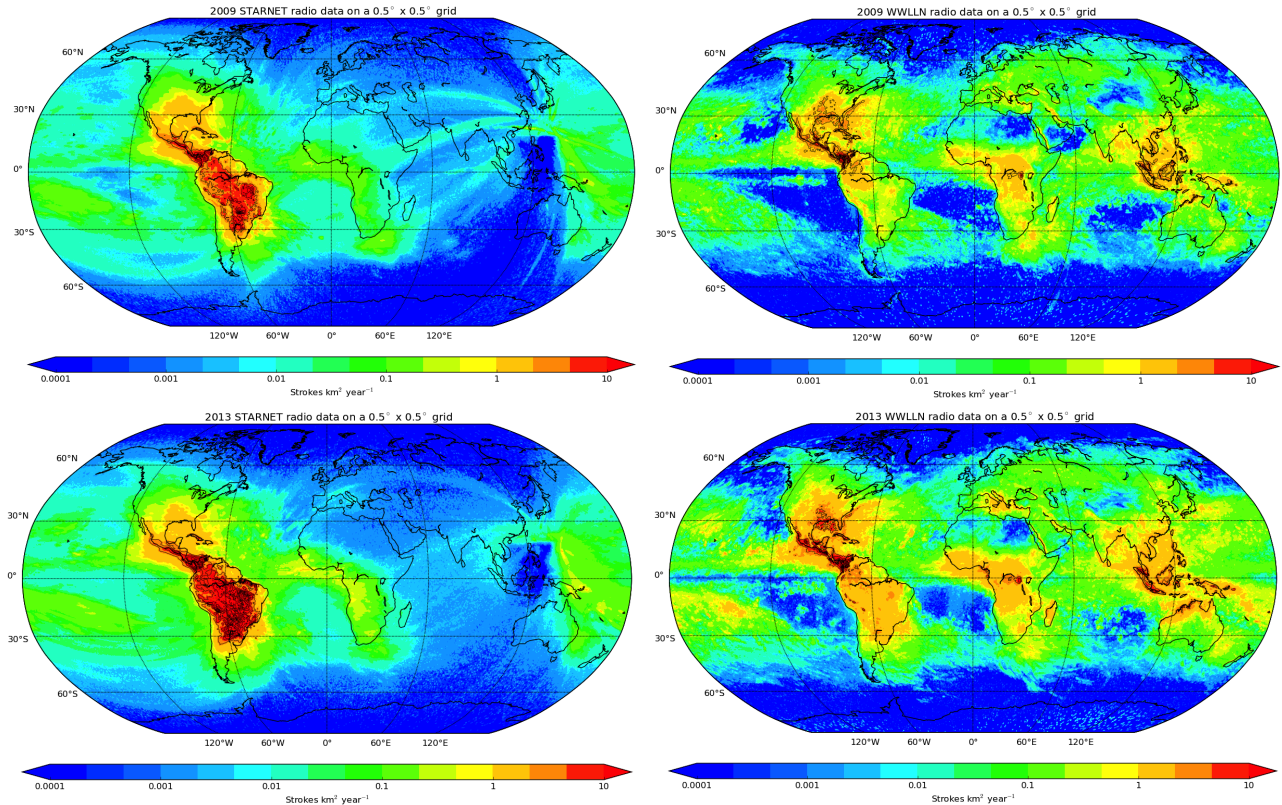 2009 STARNET radio data on a 0.5° x 0.5° grid
60°N
30°N
0°
30°S
60°S
120°W 60°W 0° 60°E 120°E
0.0001 0.001 0.01 0.1 1 10
Strokes km² year⁻¹
2009 WWLLN radio data on a 0.5° x 0.5° grid
60°N
30°N
0°
30°S
60°S
120°W 60°W 0° 60°E 120°E
0.0001 0.001 0.01 0.1 1 10
Strokes km² year⁻¹
2013 STARNET radio data on a 0.5° x 0.5° grid
60°N
30°N
0°
30°S
60°S
120°W 60°W 0° 60°E 120°E
0.0001 0.001 0.01 0.1 1 10
Strokes km² year⁻¹
2013 WWLLN radio data on a 0.5° x 0.5° grid
60°N
30°N
0°
30°S
60°S
120°W 60°W 0° 60°E 120°E
0.0001 0.001 0.01 0.1 1 10
Strokes km² year⁻¹